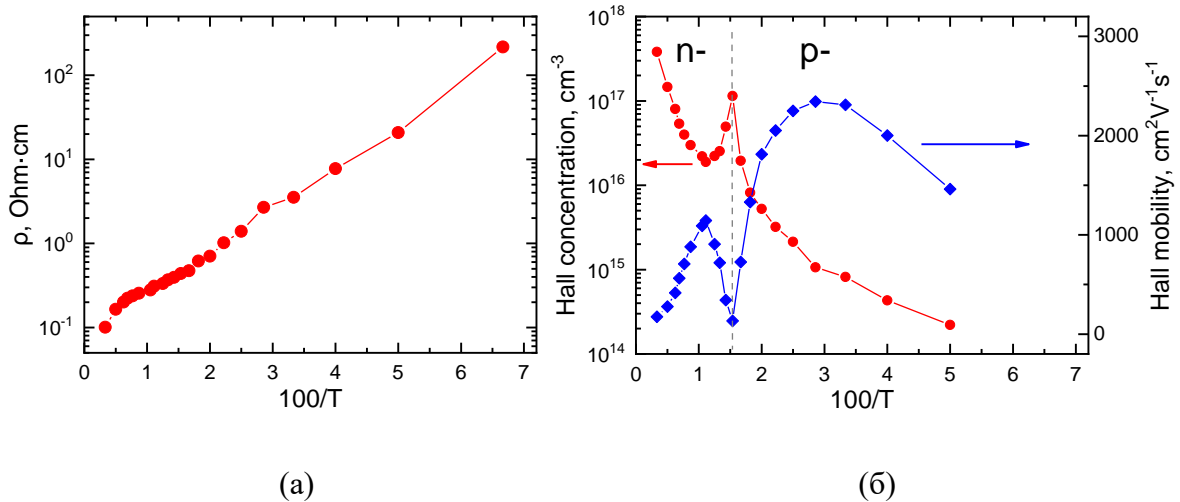 10²
10¹
10⁰
10⁻¹
ρ, Ohm·cm
0 1 2 3 4 5 6 7
100/T
(а)
10¹⁸
10¹⁷
10¹⁶
10¹⁵
10¹⁴
Hall concentration, cm⁻³
n- p-
3000
2000
1000
0
Hall mobility, cm²V⁻¹s⁻¹
0 1 2 3 4 5 6 7
100/T
(б)